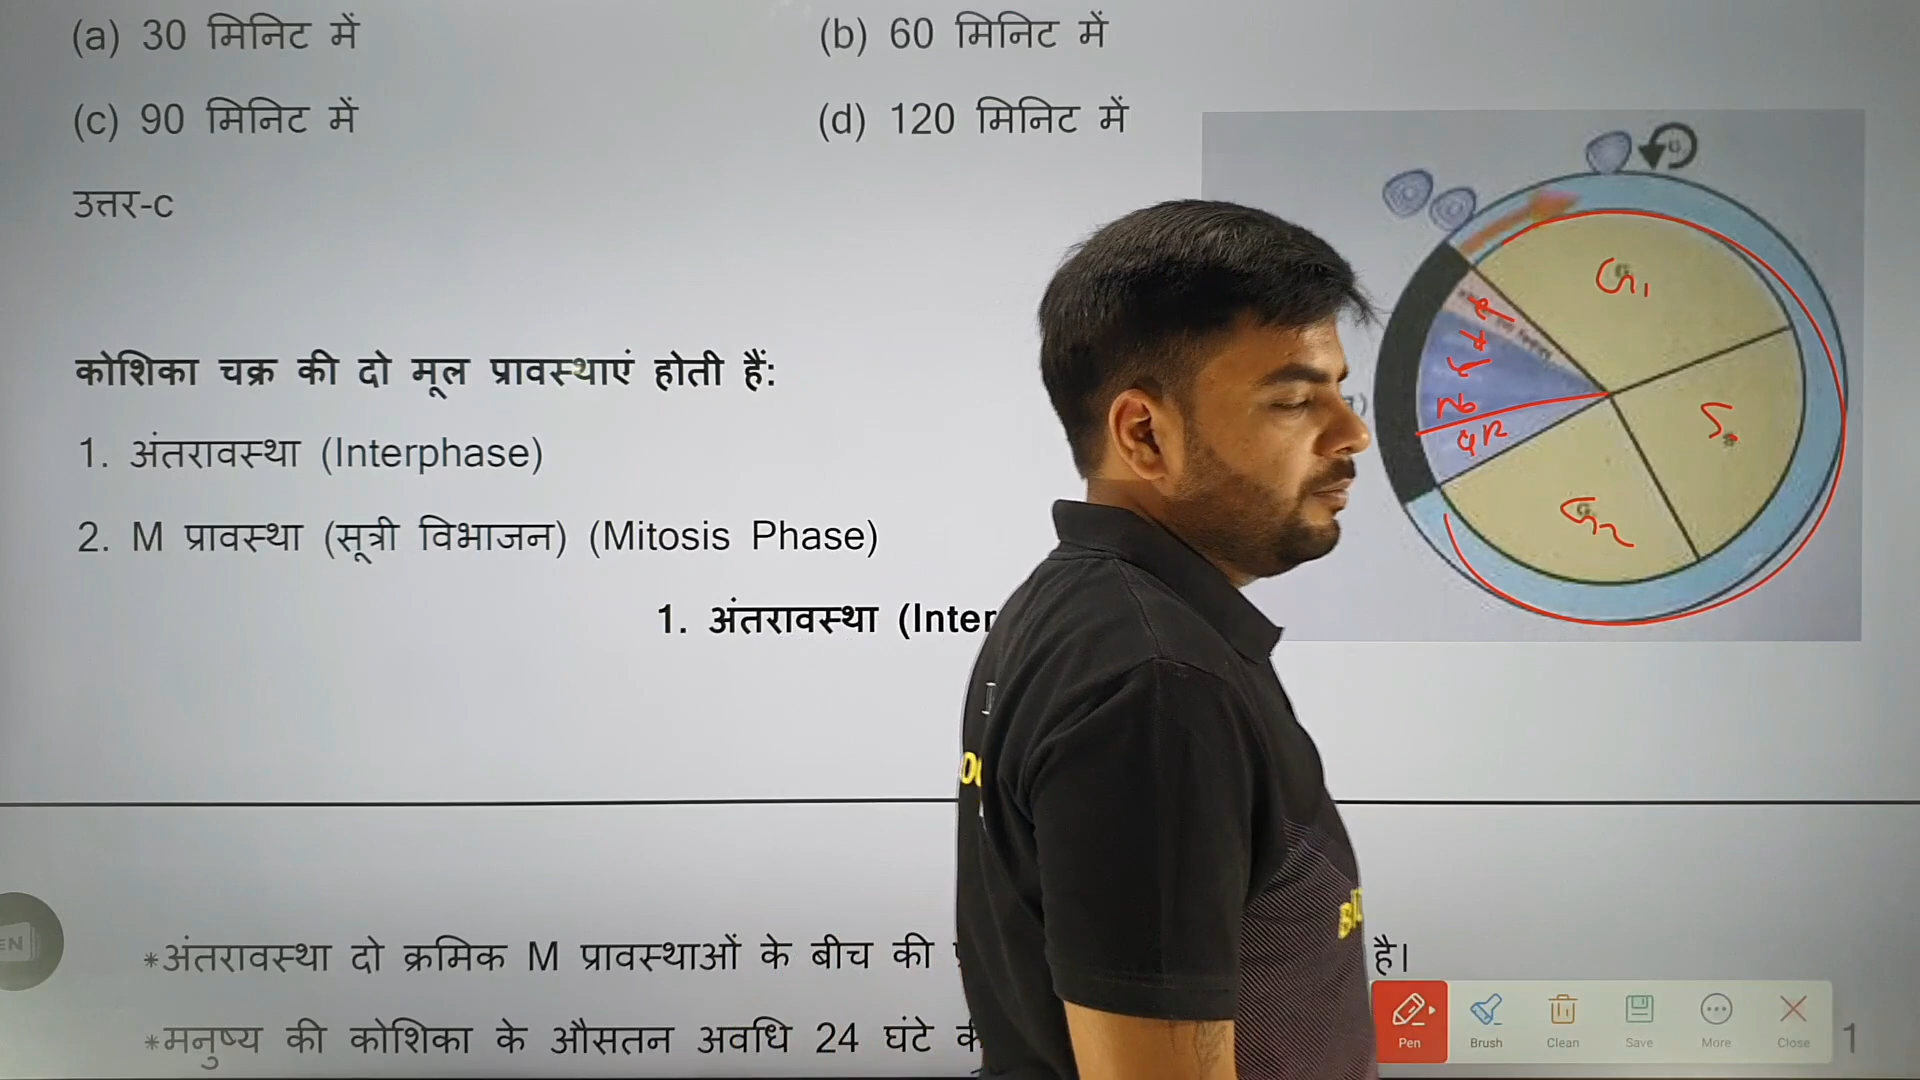 (a) 30 मिनिट में
(b) 60 मिनिट में
(c) 90 मिनिट में
(d) 120 मिनिट में
उत्तर-c
कोशिका चक्र की दो मूल प्रावस्थाएं होती हैं:
1. अंतरावस्था (Interphase)
2. M प्रावस्था (सूत्री विभाजन) (Mitosis Phase)
1. अंतरावस्था (Inter
G1
S
G2
*अंतरावस्था दो क्रमिक M प्रावस्थाओं के बीच की
है।
*मनुष्य की कोशिका के औसतन अवधि 24 घंटे
EN
Pen
Brush
Clean
Save
More
Close
1